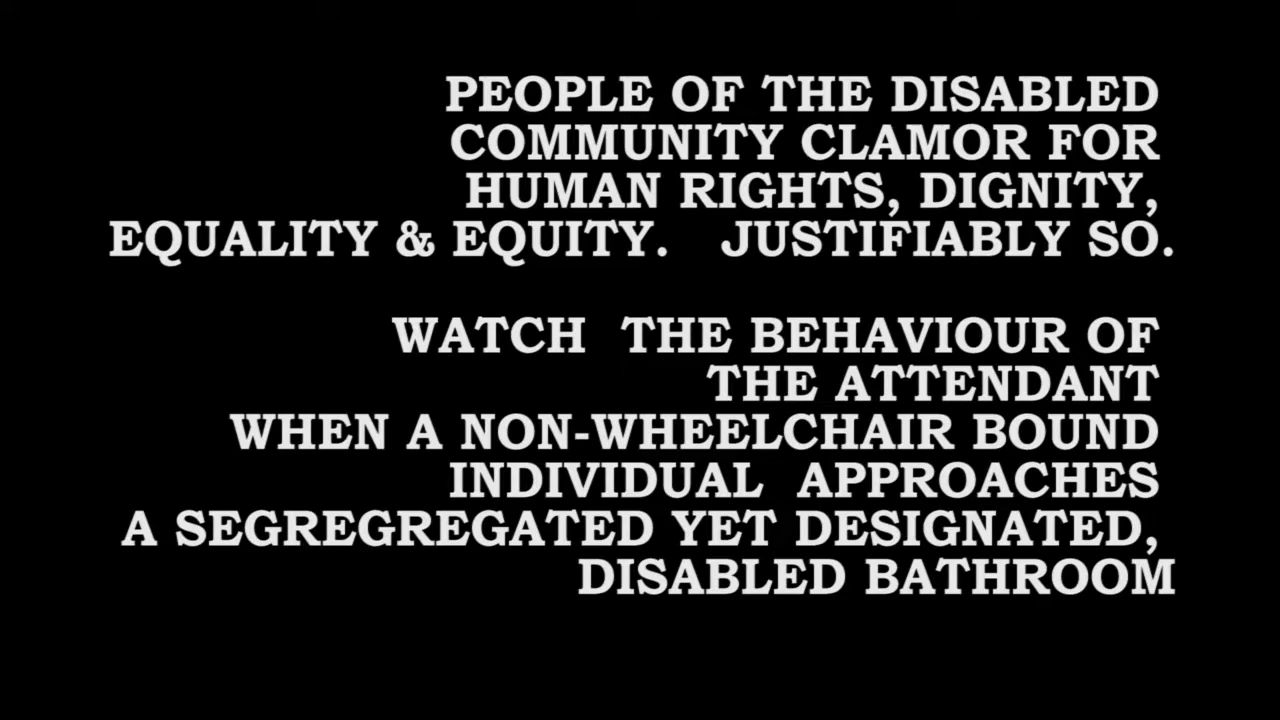 PEOPLE OF THE DISABLED
COMMUNITY CLAMOR FOR
HUMAN RIGHTS, DIGNITY,
EQUALITY & EQUITY. JUSTIFIABLY SO.
WATCH THE BEHAVIOUR OF
THE ATTENDANT
WHEN A NON-WHEELCHAIR BOUND
INDIVIDUAL APPROACHES
A SEGREGREGATED YET DESIGNATED,
DISABLED BATHROOM